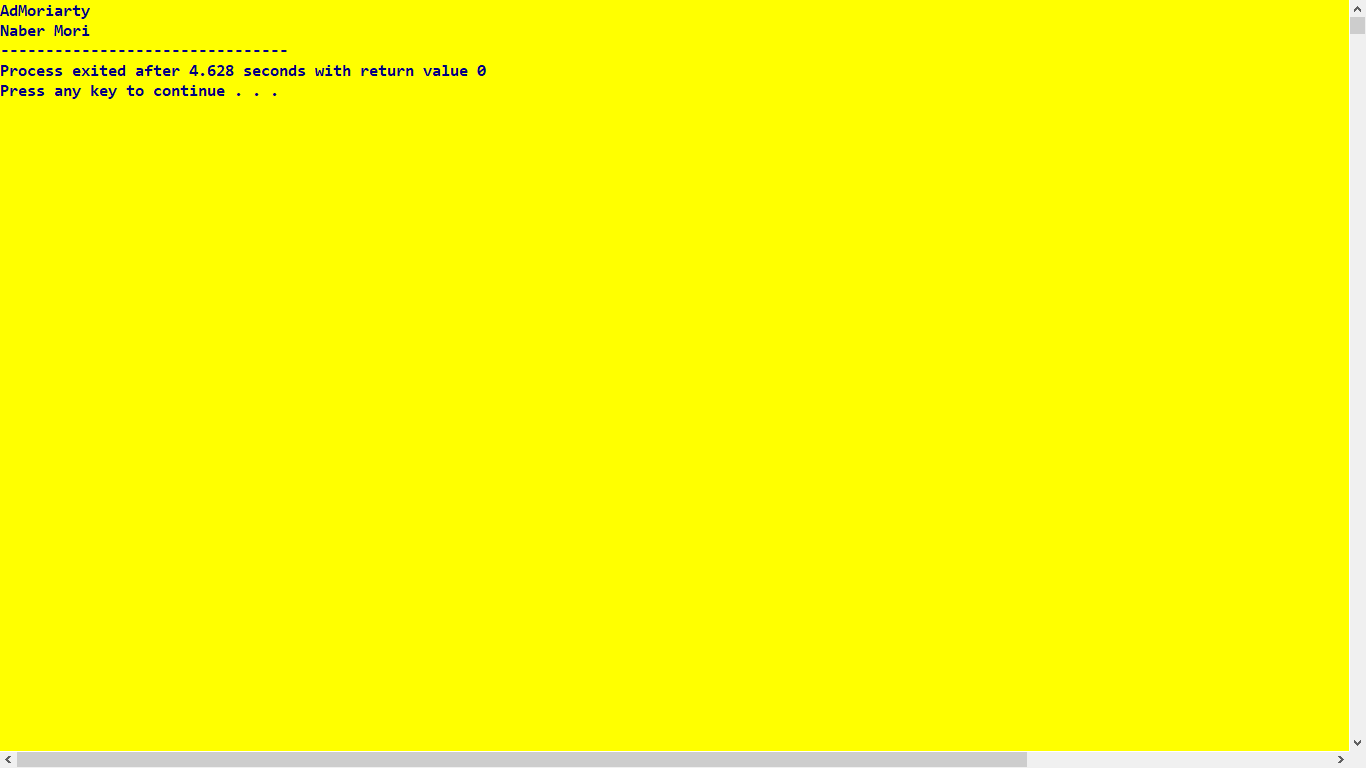 AdMoriarty
Naber Mori
--------------------------------
Process exited after 4.628 seconds with return value 0
Press any key to continue . . .